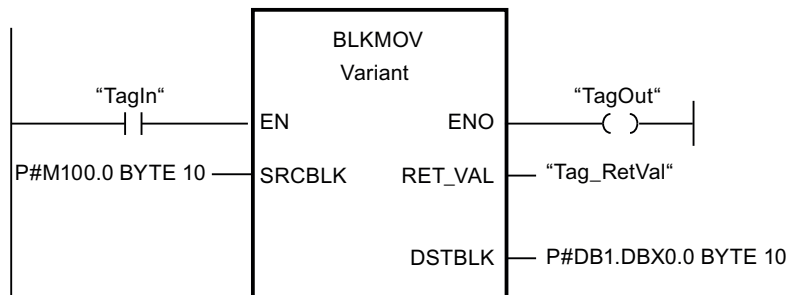 BLKMOV
Variant
“TagIn“
“TagOut“
EN
ENO
P#M100.0 BYTE 10
SRCBLK
RET_VAL
“Tag_RetVal“
DSTBLK
P#DB1.DBX0.0 BYTE 10